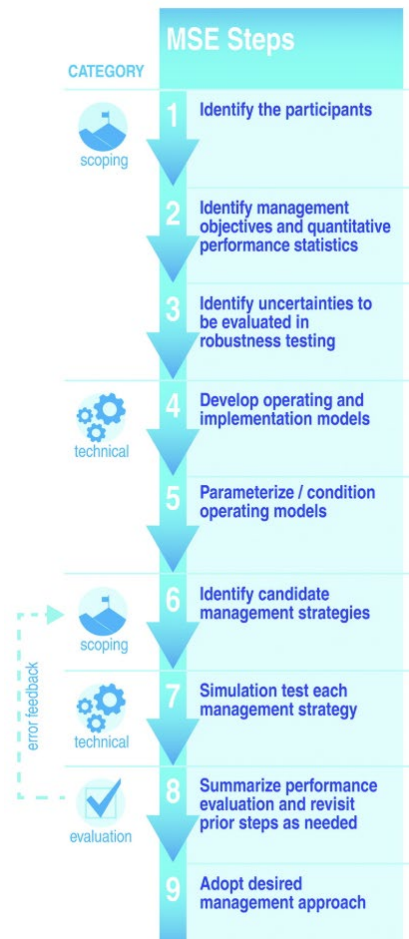 MSE Steps
CATEGORY
1
Identify the participants
scoping
2
Identify management
objectives and quantitative
performance statistics
3
Identify uncertainties to
be evaluated in
robustness testing
4
Develop operating and
implementation models
technical
5
Parameterize / condition
operating models
6
Identify candidate
management strategies
scoping
error feedback
7
Simulation test each
management strategy
technical
8
Summarize performance
evaluation and revisit
prior steps as needed
evaluation
9
Adopt desired
management approach